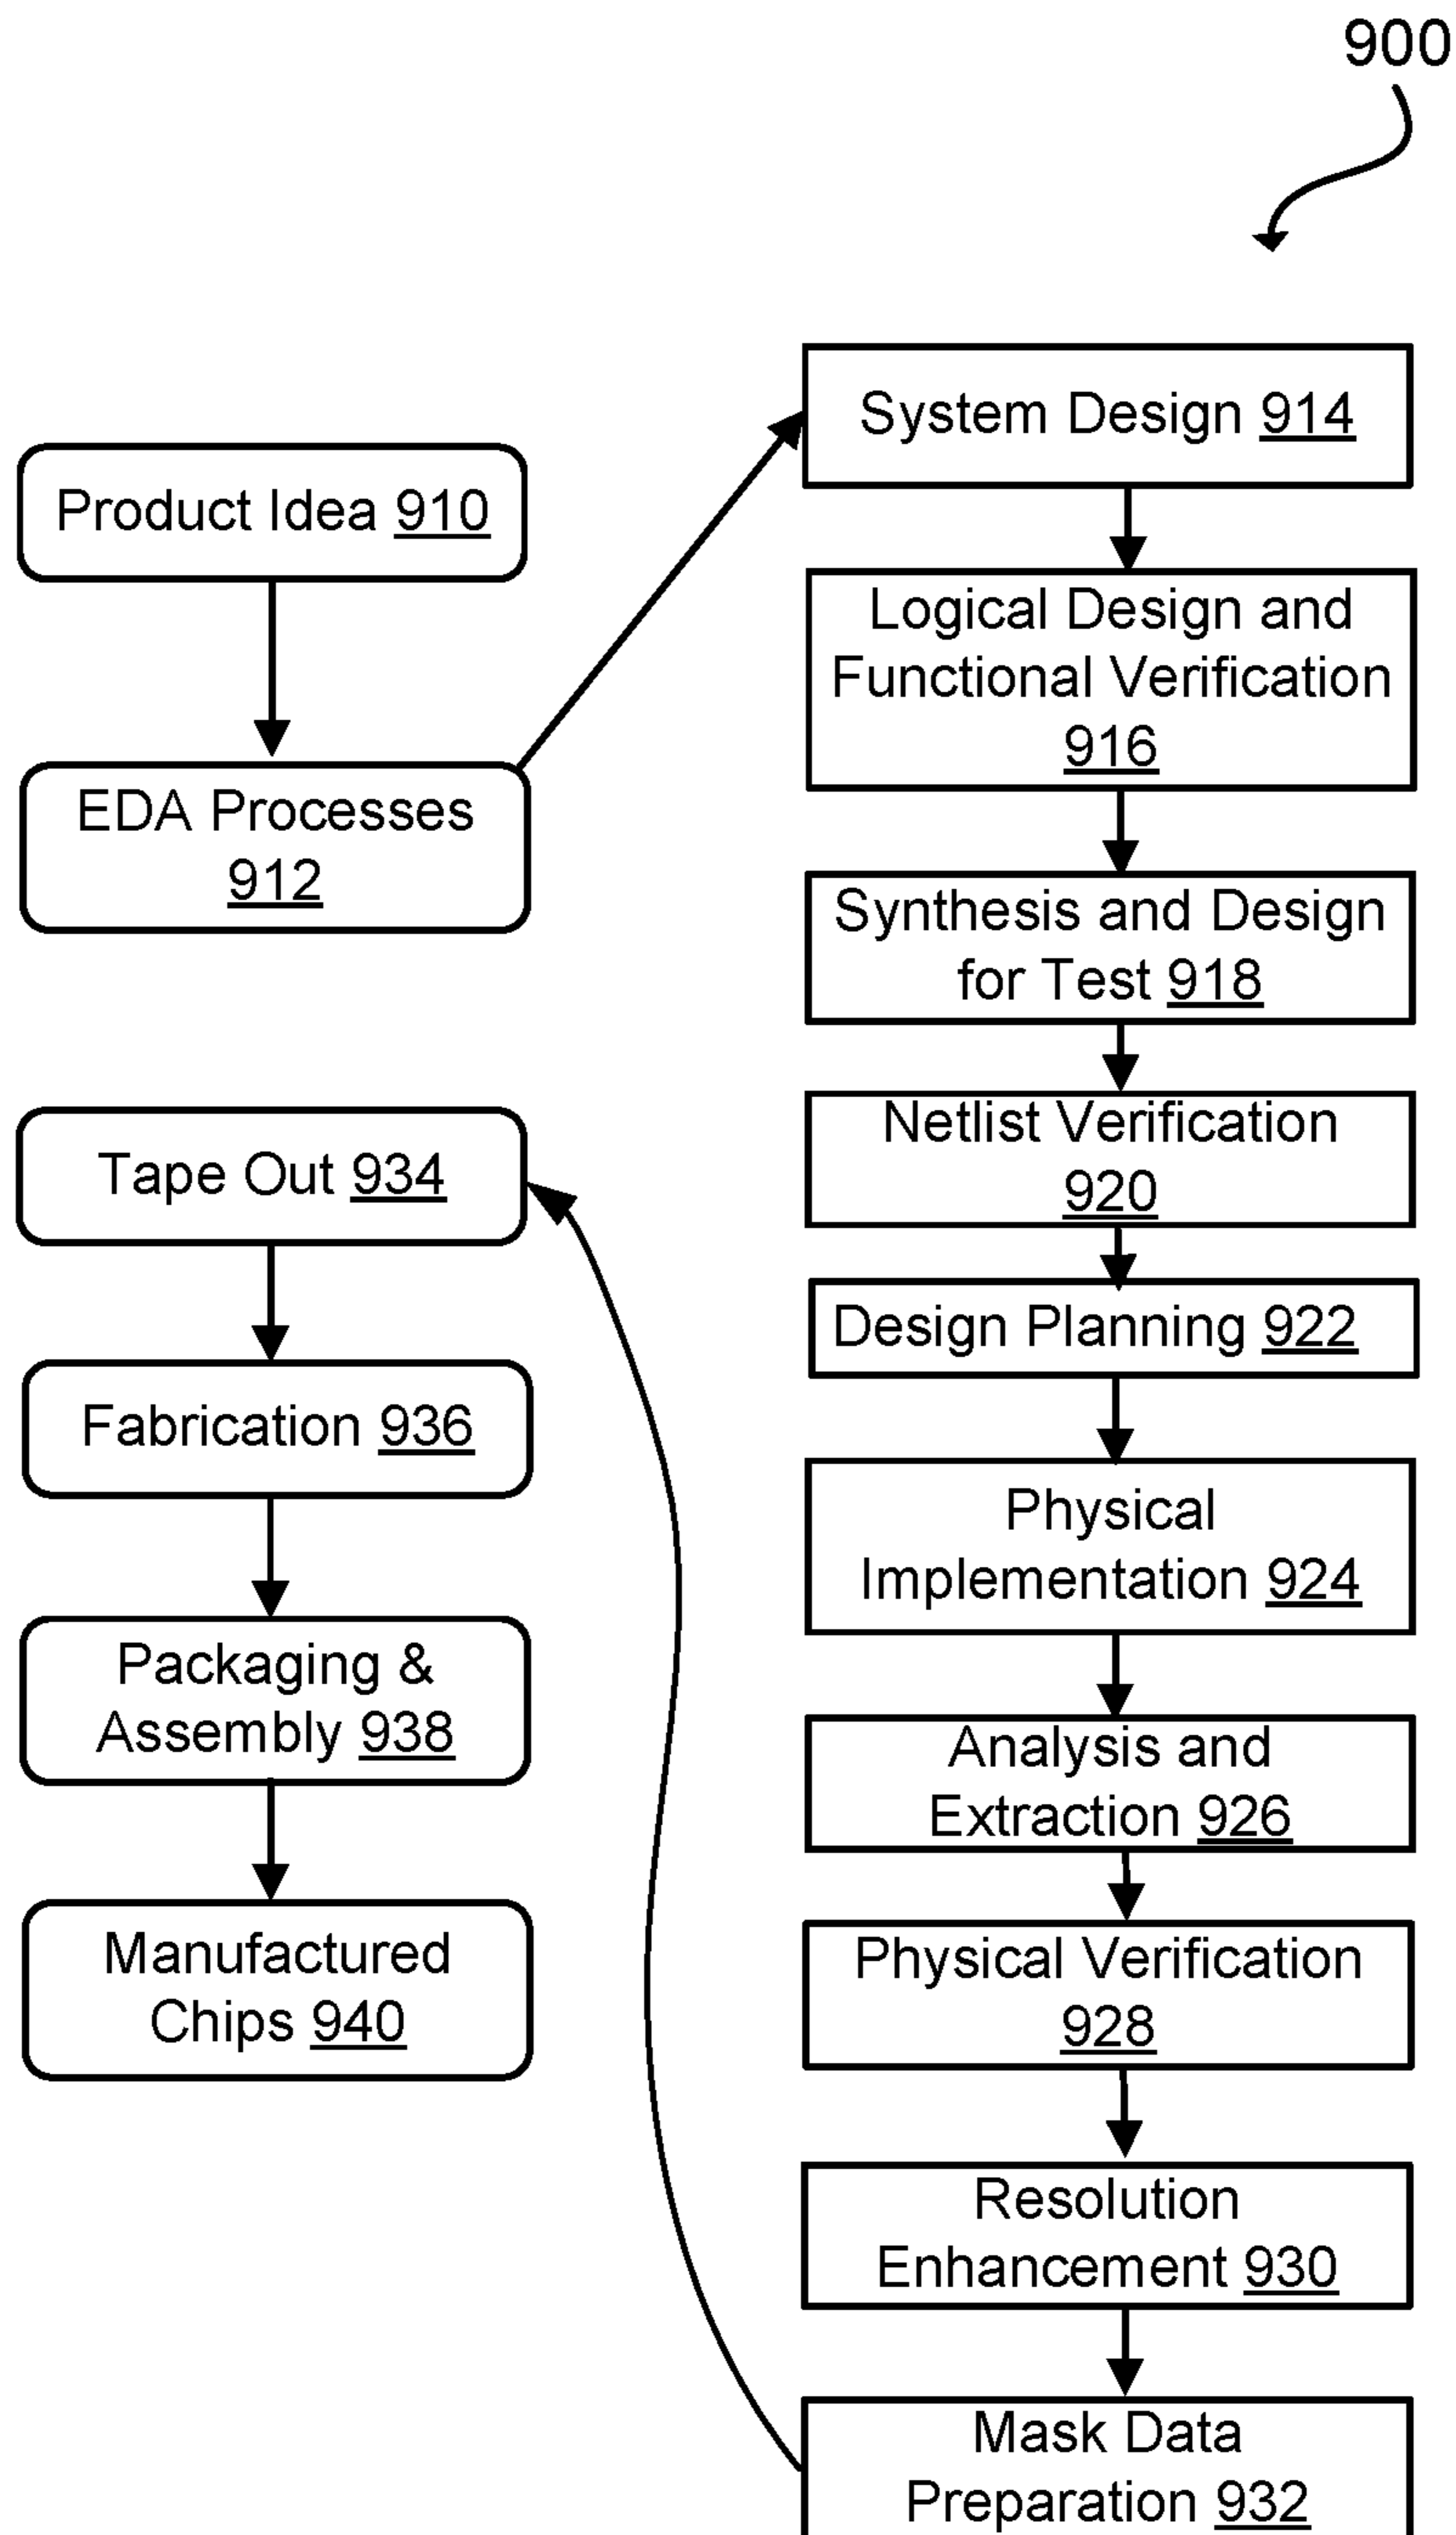 900
Product Idea 910
EDA Processes
912
System Design 914
Logical Design and
Functional Verification
916
Synthesis and Design
for Test 918
Netlist Verification
920
Design Planning 922
Physical
Implementation 924
Analysis and
Extraction 926
Physical Verification
928
Resolution
Enhancement 930
Mask Data
Preparation 932
Tape Out 934
Fabrication 936
Packaging &
Assembly 938
Manufactured
Chips 940